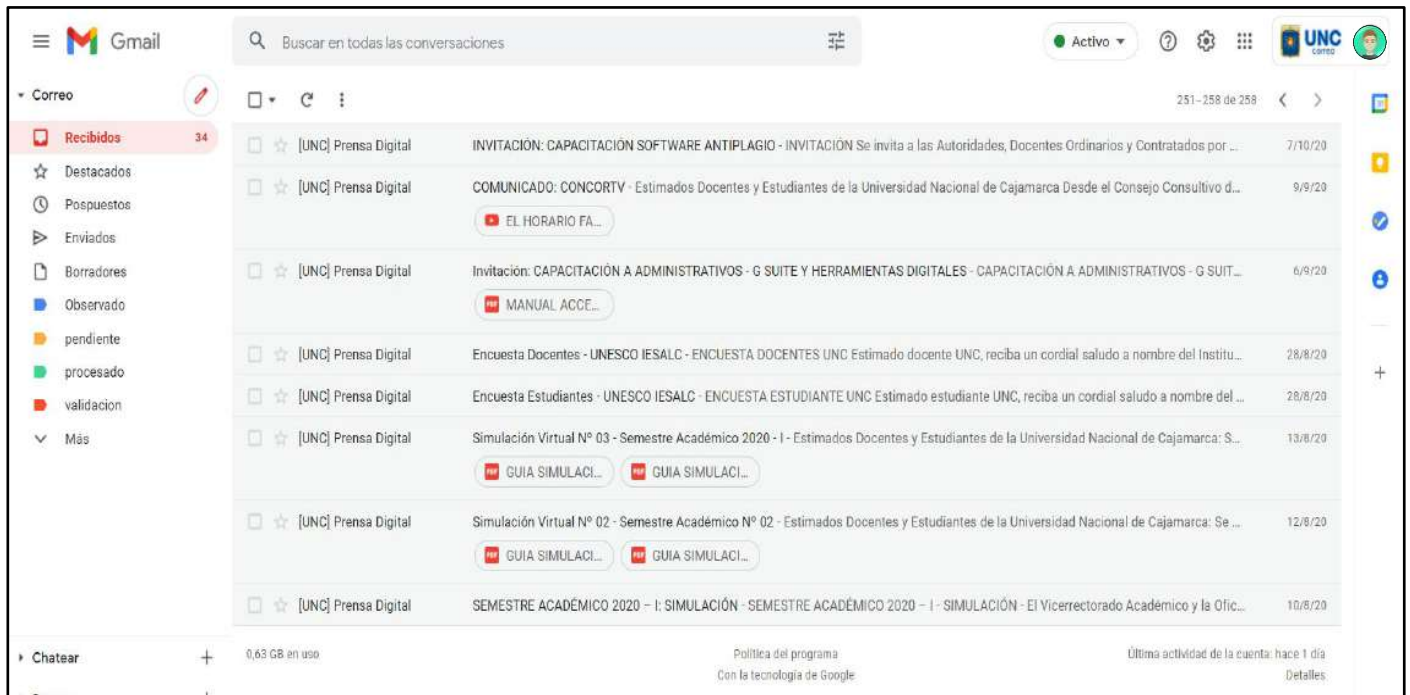 Gmail
Buscar en todas las conversaciones
Activo
UNC
correo
Correo
251–258 de 258
Recibidos 34
Destacados
Pospuestos
Enviados
Borradores
Observado
pendiente
procesado
validacion
Más
[UNC] Prensa Digital INVITACIÓN: CAPACITACIÓN SOFTWARE ANTIPLAGIO - INVITACIÓN Se invita a las Autoridades, Docentes Ordinarios y Contratados por ... 7/10/20
[UNC] Prensa Digital COMUNICADO: CONCORTV - Estimados Docentes y Estudiantes de la Universidad Nacional de Cajamarca Desde el Consejo Consultivo d... 9/9/20
EL HORARIO FA...
[UNC] Prensa Digital Invitación: CAPACITACIÓN A ADMINISTRATIVOS - G SUITE Y HERRAMIENTAS DIGITALES - CAPACITACIÓN A ADMINISTRATIVOS - G SUIT... 6/9/20
PDF MANUAL ACCE...
[UNC] Prensa Digital Encuesta Docentes - UNESCO IESALC - ENCUESTA DOCENTES UNC Estimado docente UNC, reciba un cordial saludo a nombre del Institu... 28/8/20
[UNC] Prensa Digital Encuesta Estudiantes - UNESCO IESALC - ENCUESTA ESTUDIANTE UNC Estimado estudiante UNC, reciba un cordial saludo a nombre del ... 28/8/20
[UNC] Prensa Digital Simulación Virtual Nº 03 - Semestre Académico 2020 - I - Estimados Docentes y Estudiantes de la Universidad Nacional de Cajamarca: S... 13/8/20
PDF GUIA SIMULACI... PDF GUIA SIMULACI...
[UNC] Prensa Digital Simulación Virtual Nº 02 - Semestre Académico Nº 02 - Estimados Docentes y Estudiantes de la Universidad Nacional de Cajamarca: Se ... 12/8/20
PDF GUIA SIMULACI... PDF GUIA SIMULACI...
[UNC] Prensa Digital SEMESTRE ACADÉMICO 2020 – I: SIMULACIÓN - SEMESTRE ACADÉMICO 2020 – I - SIMULACIÓN - El Vicerrectorado Académico y la Ofic... 10/8/20
Chatear
0,63 GB en uso
Política del programa
Con la tecnología de Google
Última actividad de la cuenta: hace 1 día
Detalles